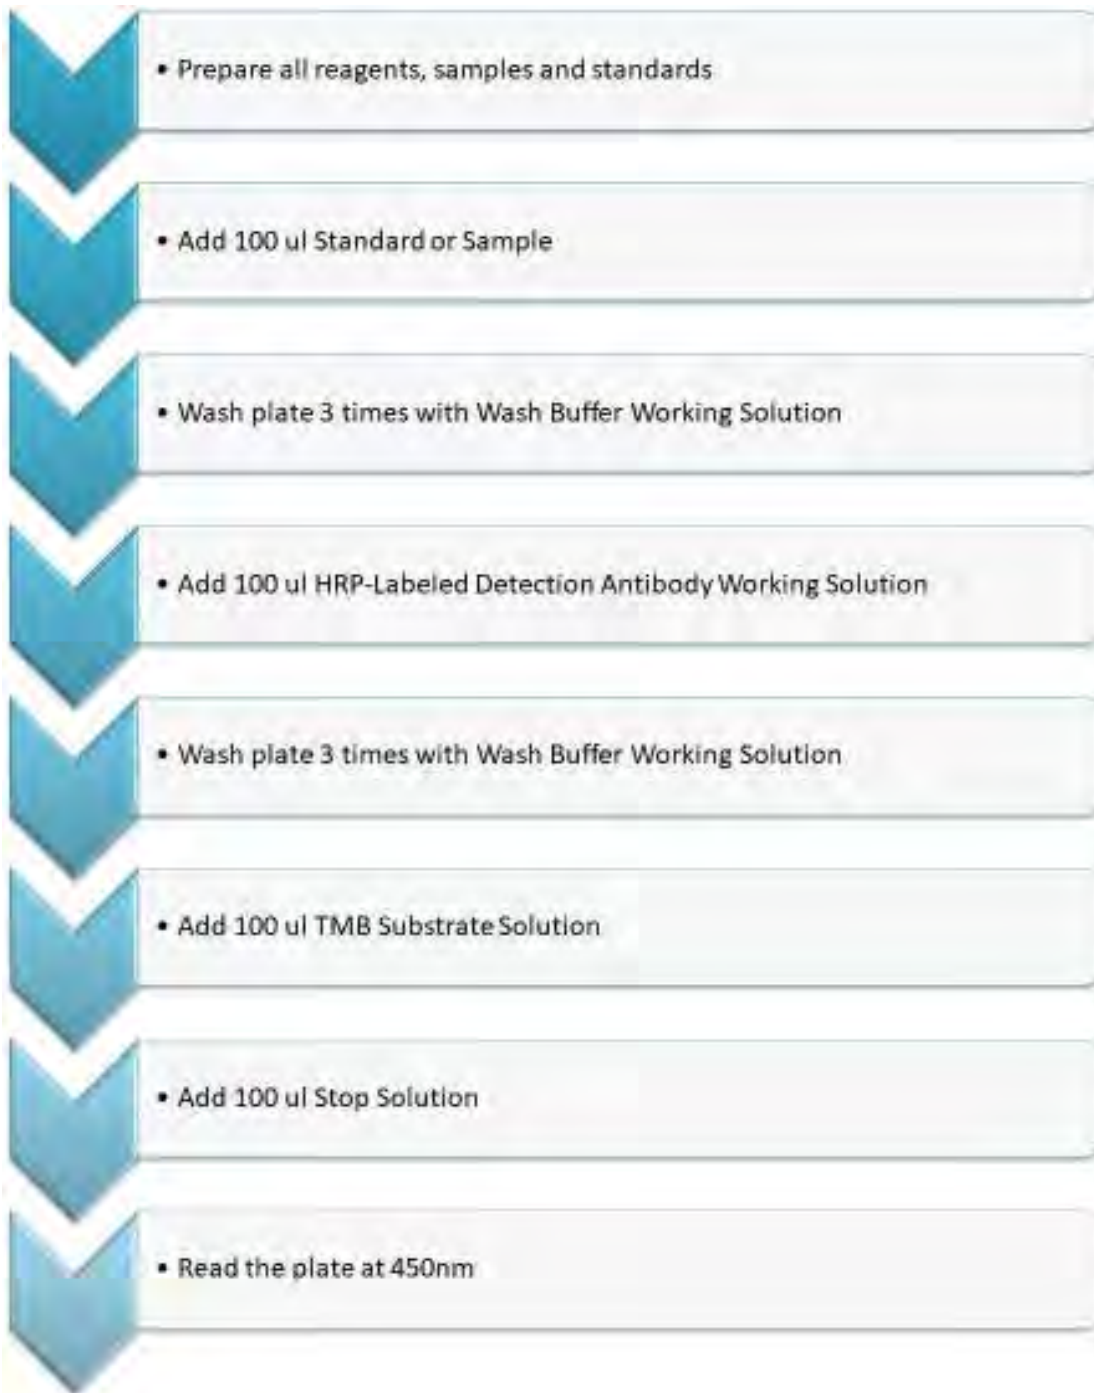 • Prepare all reagents, samples and standards
• Add 100 ul Standard or Sample
• Wash plate 3 times with Wash Buffer Working Solution
• Add 100 ul HRP-Labeled Detection Antibody Working Solution
• Wash plate 3 times with Wash Buffer Working Solution
• Add 100 ul TMB Substrate Solution
• Add 100 ul Stop Solution
• Read the plate at 450nm